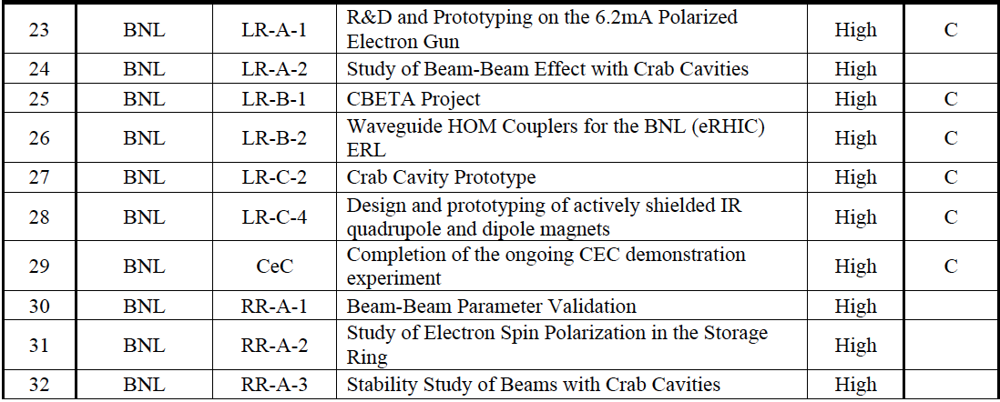 23 BNL LR-A-1 R&D and Prototyping on the 6.2mA Polarized Electron Gun High C
24 BNL LR-A-2 Study of Beam-Beam Effect with Crab Cavities High
25 BNL LR-B-1 CBETA Project High C
26 BNL LR-B-2 Waveguide HOM Couplers for the BNL (eRHIC) ERL High C
27 BNL LR-C-2 Crab Cavity Prototype High C
28 BNL LR-C-4 Design and prototyping of actively shielded IR quadrupole and dipole magnets High C
29 BNL CeC Completion of the ongoing CEC demonstration experiment High C
30 BNL RR-A-1 Beam-Beam Parameter Validation High
31 BNL RR-A-2 Study of Electron Spin Polarization in the Storage Ring High
32 BNL RR-A-3 Stability Study of Beams with Crab Cavities High